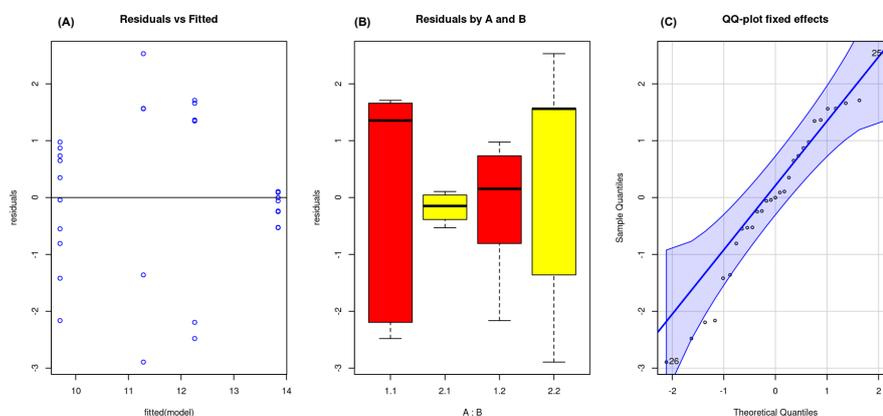 (A) Residuals vs Fitted
residuals
2
1
0
-1
-2
-3
10 11 12 13 14
fitted(model)
(B) Residuals by A and B
residuals
2
1
0
-1
-2
-3
1.1 2.1 1.2 2.2
A : B
(C) QQ-plot fixed effects
Sample Quantiles
2
1
0
-1
-2
-3
25
26
-2 -1 0 1 2
Theoretical Quantiles